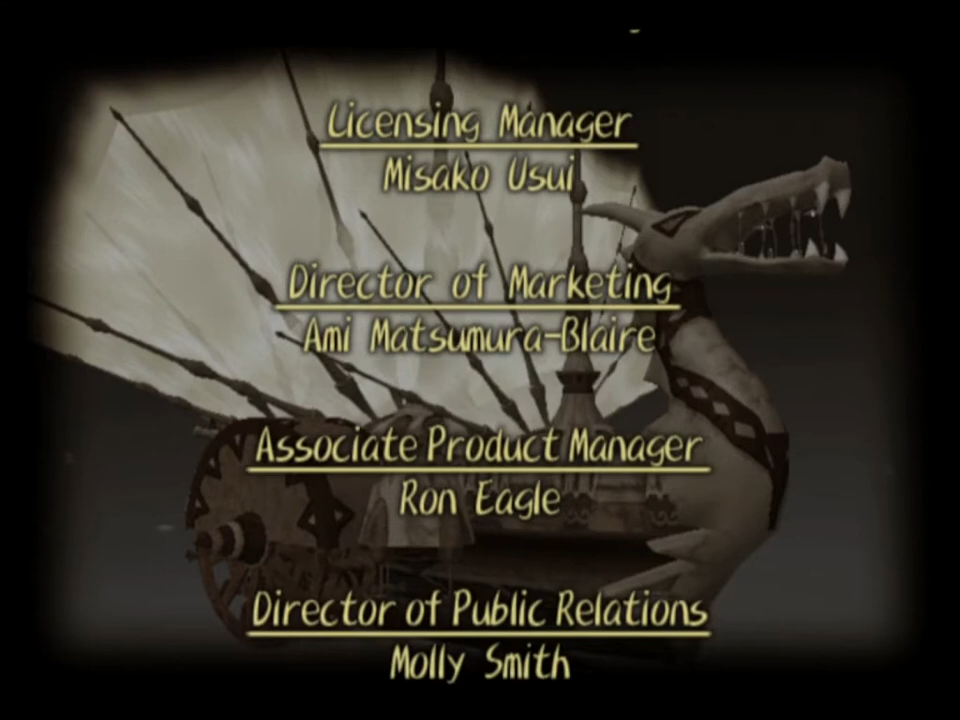 Licensing Manager
Misako Usui
Director of Marketing
Ami Matsumura-Blaire
Associate Product Manager
Ron Eagle
Director of Public Relations
Molly Smith